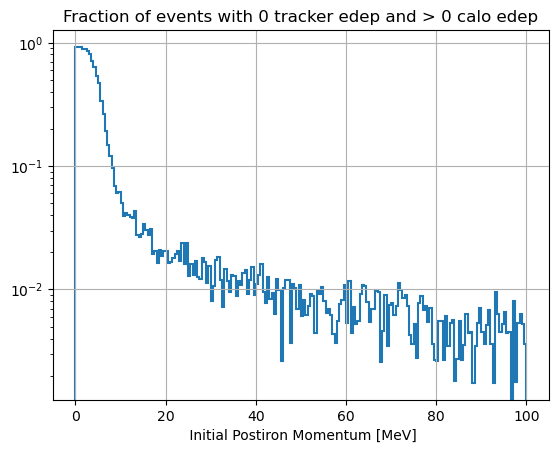 Fraction of events with 0 tracker edep and > 0 calo edep
10⁰
10⁻¹
10⁻²
0 20 40 60 80 100
Initial Postiron Momentum [MeV]